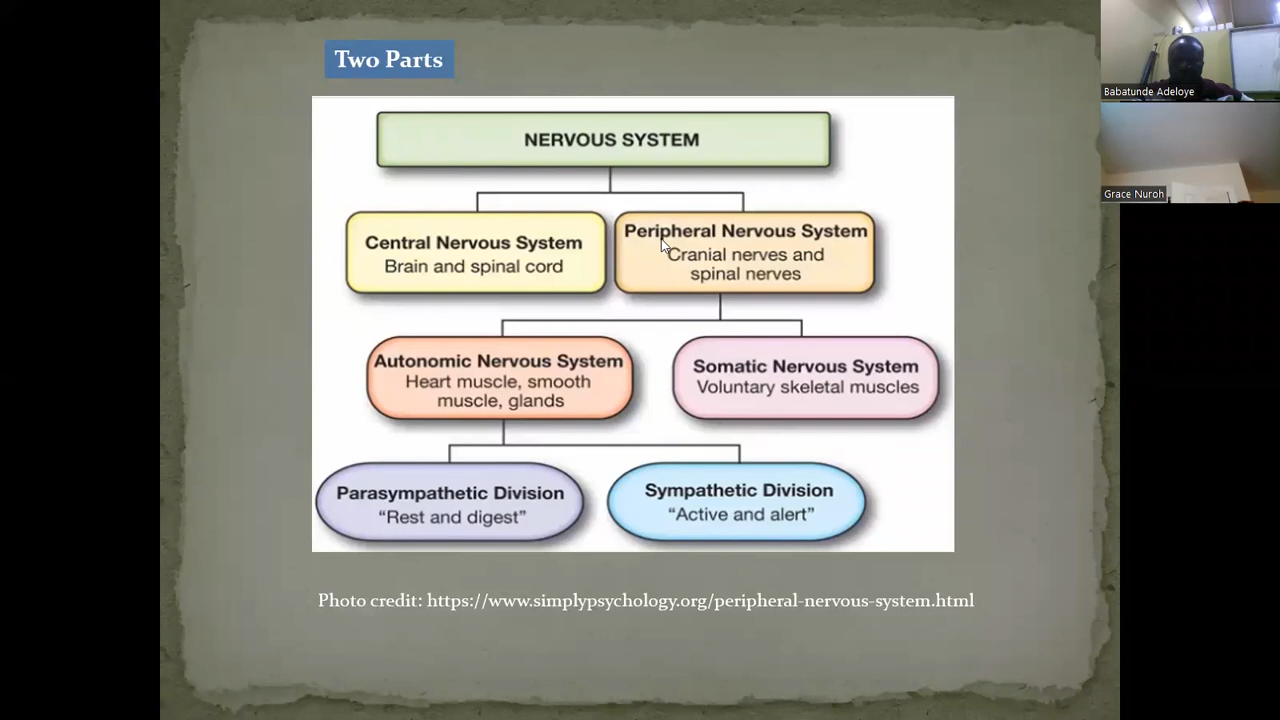 Two Parts
NERVOUS SYSTEM
Central Nervous System
Brain and spinal cord
Peripheral Nervous System
Cranial nerves and
spinal nerves
Autonomic Nervous System
Heart muscle, smooth
muscle, glands
Somatic Nervous System
Voluntary skeletal muscles
Parasympathetic Division
“Rest and digest”
Sympathetic Division
“Active and alert”
Photo credit: https://www.simplypsychology.org/peripheral-nervous-system.html
Babatunde Adeloye
Grace Nuroh